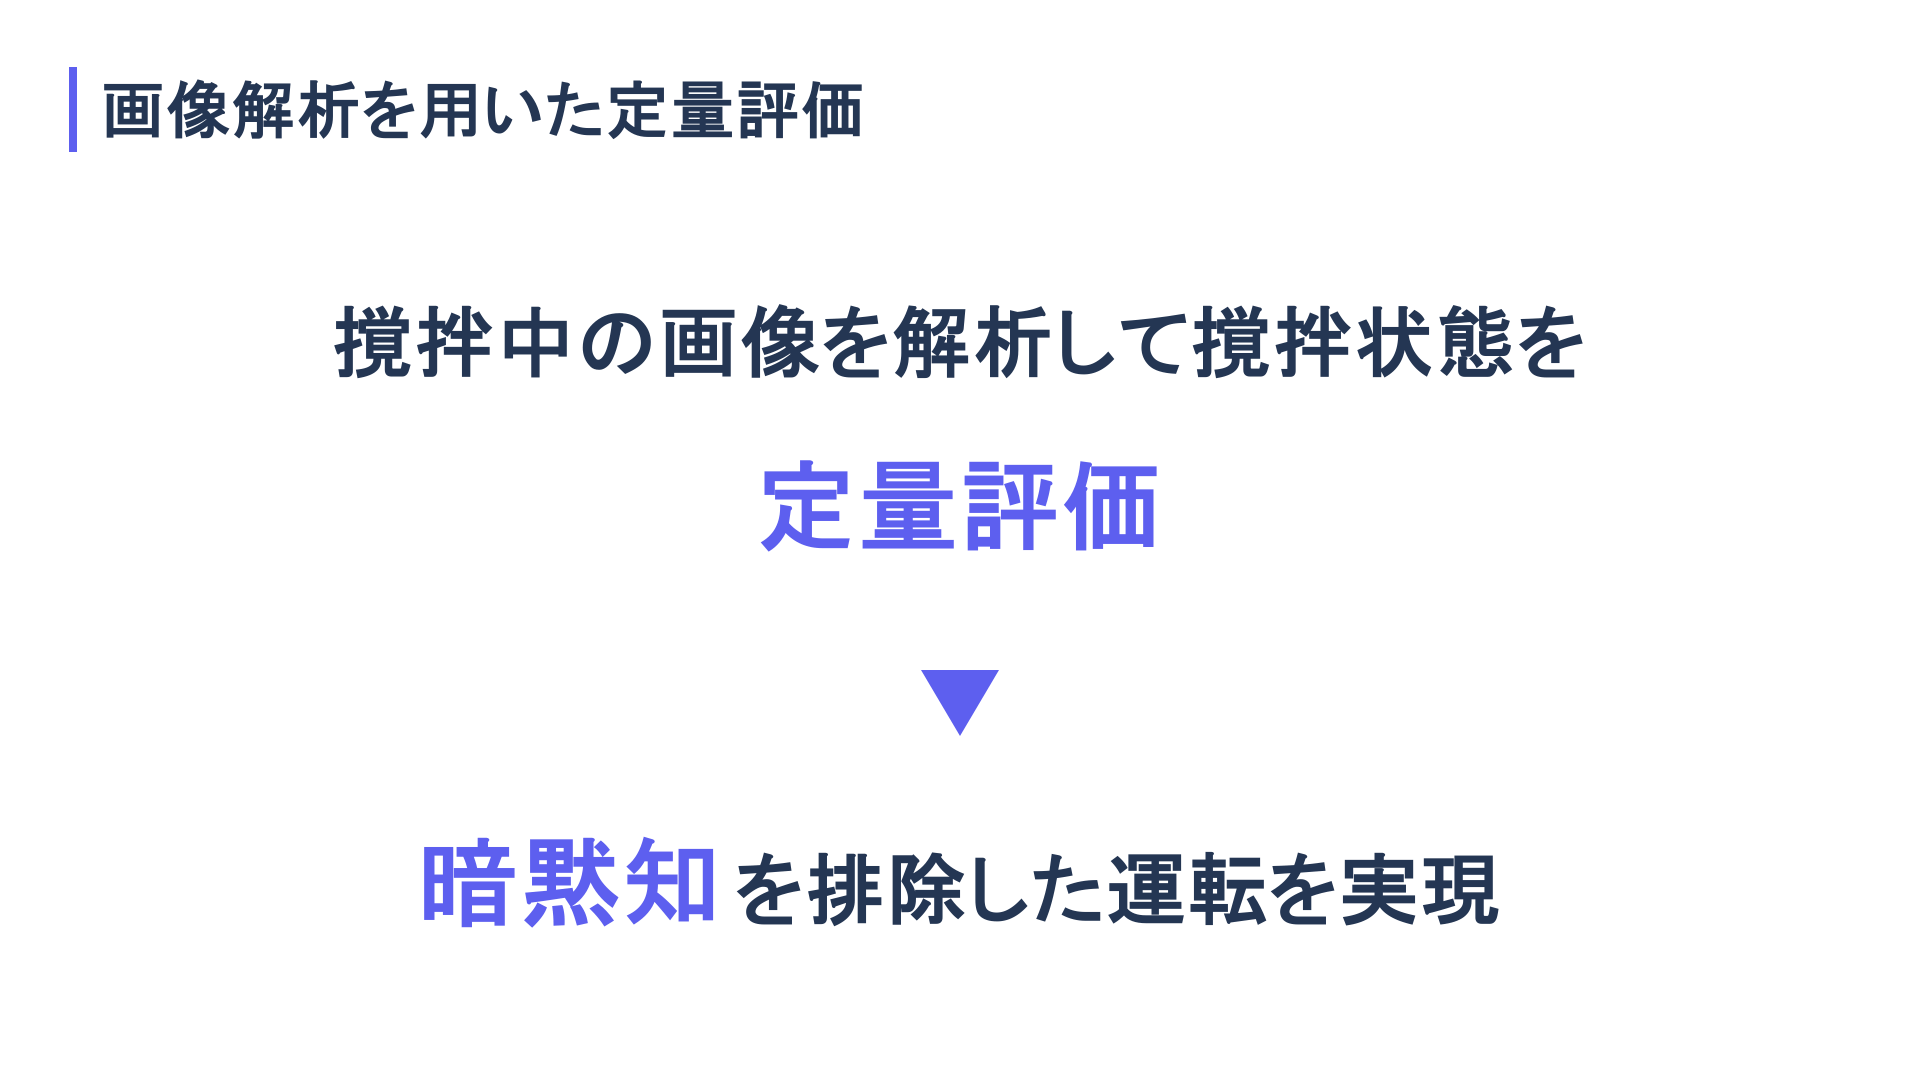 画像解析を用いた定量評価
撹拌中の画像を解析して撹拌状態を
定量評価
暗黙知を排除した運転を実現